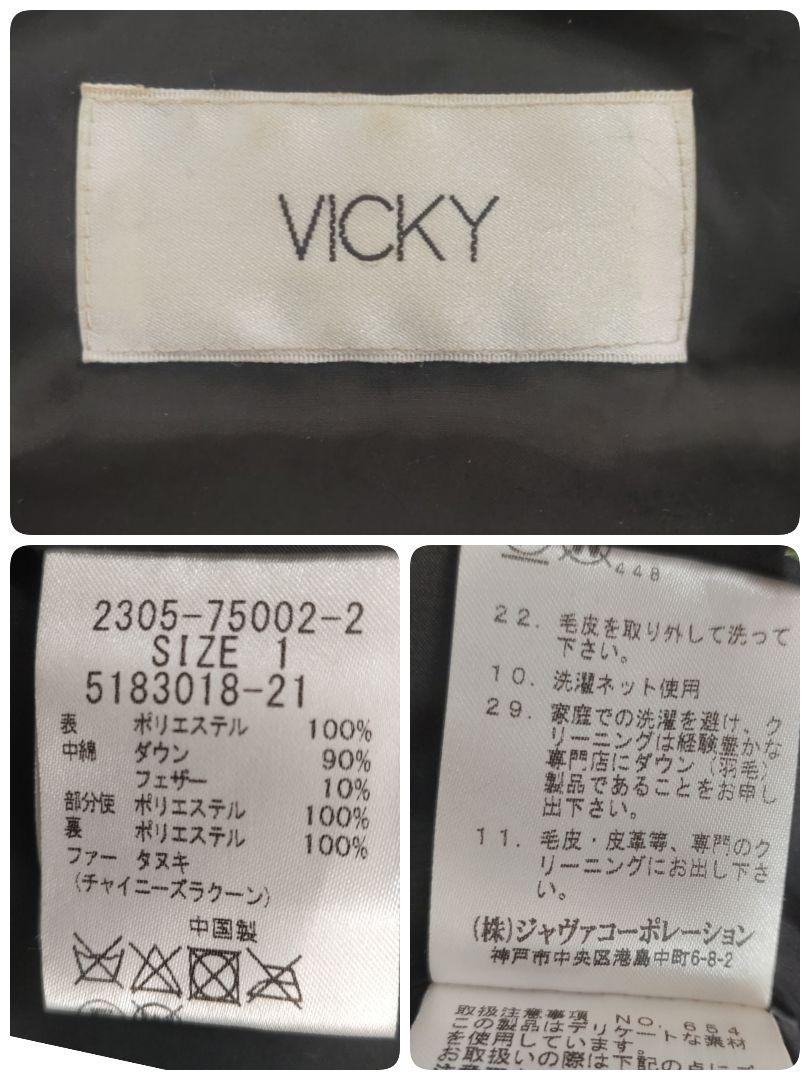 VICKY
2305-75002-2
SIZE 1
5183018-21
表 ポリエステル 100%
中綿 ダウン 90%
フェザー 10%
部分使 ポリエステル 100%
裏 ポリエステル 100%
ファー タヌキ
(チャイニーズラクーン)
中国製
448
22. 毛皮を取り外して洗って
下さい。
10. 洗濯ネット使用
29. 家庭での洗濯を避け、ク
リーニングは経験豊かな
専門店にダウン(羽毛)
製品であることをお申し
出下さい。
11. 毛皮・皮革等、専門のク
リーニングにお出し下さ
い。
(株)ジャヴァコーポレーション
神戸市中央区港島中町6-8-2
取扱注意事項 NO. 664
この製品はデリケートな素材
を使用しています。
お取扱いの際は下記の点にご